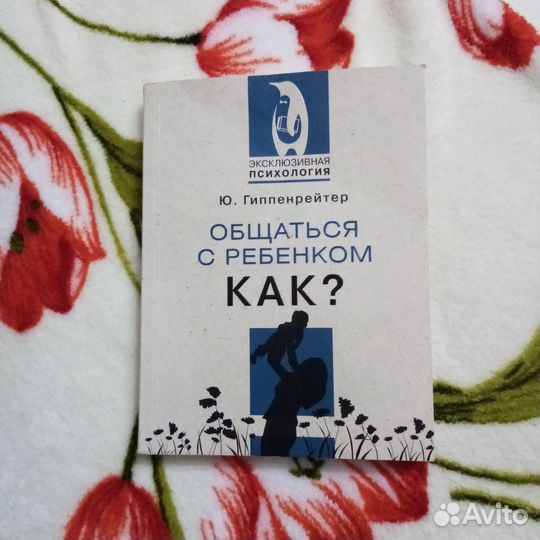 ЭКСКЛЮЗИВНАЯ
ПСИХОЛОГИЯ
Ю. Гиппенрейтер
ОБЩАТЬСЯ
С РЕБЕНКОМ
КАК?
Avito